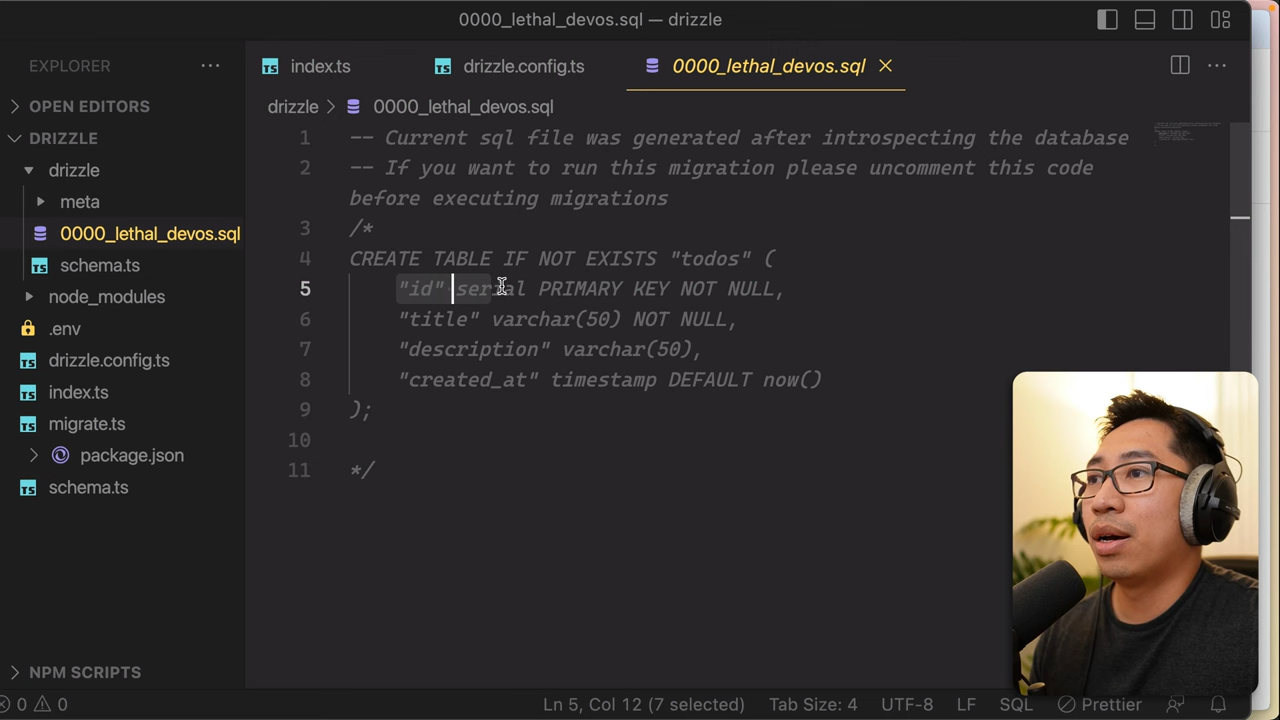 0000_lethal_devos.sql — drizzle
EXPLORER
OPEN EDITORS
DRIZZLE
drizzle
meta
0000_lethal_devos.sql
schema.ts
node_modules
.env
drizzle.config.ts
index.ts
migrate.ts
package.json
schema.ts
NPM SCRIPTS
TS index.ts
TS drizzle.config.ts
0000_lethal_devos.sql
drizzle > 0000_lethal_devos.sql
1 -- Current sql file was generated after introspecting the database
2 -- If you want to run this migration please uncomment this code
before executing migrations
3 /*
4 CREATE TABLE IF NOT EXISTS "todos" (
5 "id" serial PRIMARY KEY NOT NULL,
6 "title" varchar(50) NOT NULL,
7 "description" varchar(50),
8 "created_at" timestamp DEFAULT now()
9 );
10
11 */
0 0 Ln 5, Col 12 (7 selected) Tab Size: 4 UTF-8 LF SQL Prettier